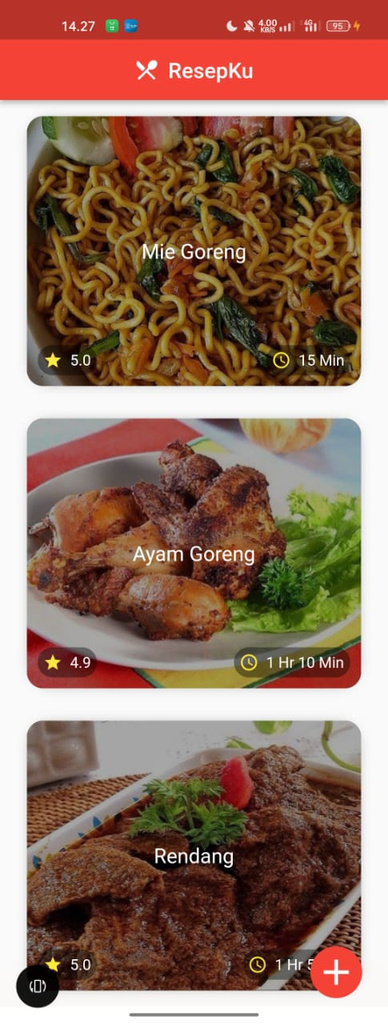 14.27
4.00
KB/S
4G
95
ResepKu
Mie Goreng
5.0
15 Min
Ayam Goreng
4.9
1 Hr 10 Min
Rendang
5.0
1 Hr 5